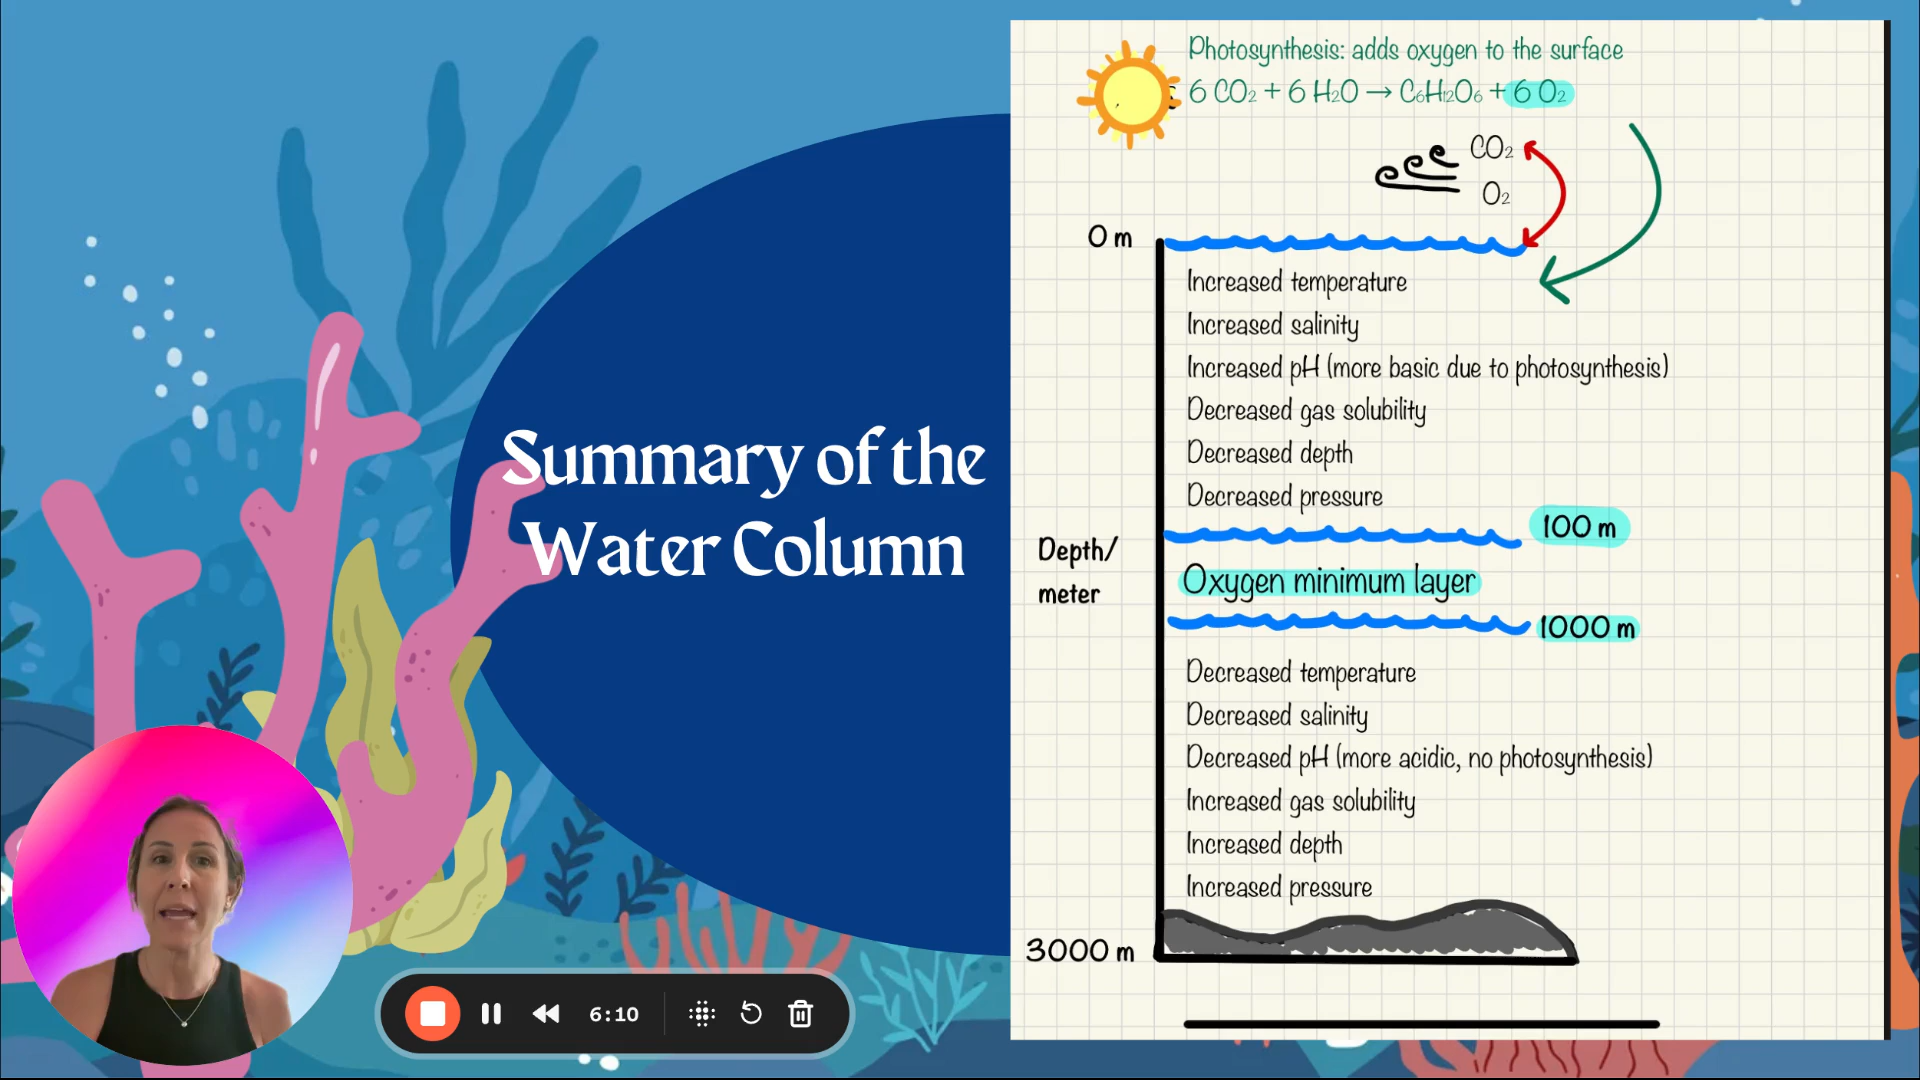 Summary of the
Water Column
Photosynthesis: adds oxygen to the surface
6 CO₂ + 6 H₂O → C₆H₁₂O₆ + 6 O₂
CO₂
O₂
0 m
Increased temperature
Increased salinity
Increased pH (more basic due to photosynthesis)
Decreased gas solubility
Decreased depth
Decreased pressure
100 m
Depth/
meter
Oxygen minimum layer
1000 m
Decreased temperature
Decreased salinity
Decreased pH (more acidic, no photosynthesis)
Increased gas solubility
Increased depth
Increased pressure
3000 m
6:10